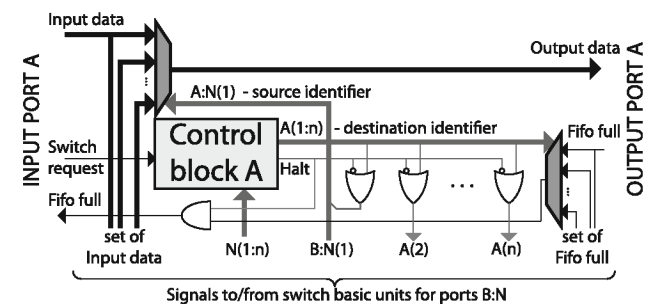 Input data
Output data
INPUT PORT A
OUTPUT PORT A
A:N(1) - source identifier
Control
block A
A(1:n) - destination identifier
Fifo full
Switch
request
Halt
Fifo full
...
set of
Input data
N(1:n)
B:N(1)
A(2)
A(n)
set of
Fifo full
Signals to/from switch basic units for ports B:N